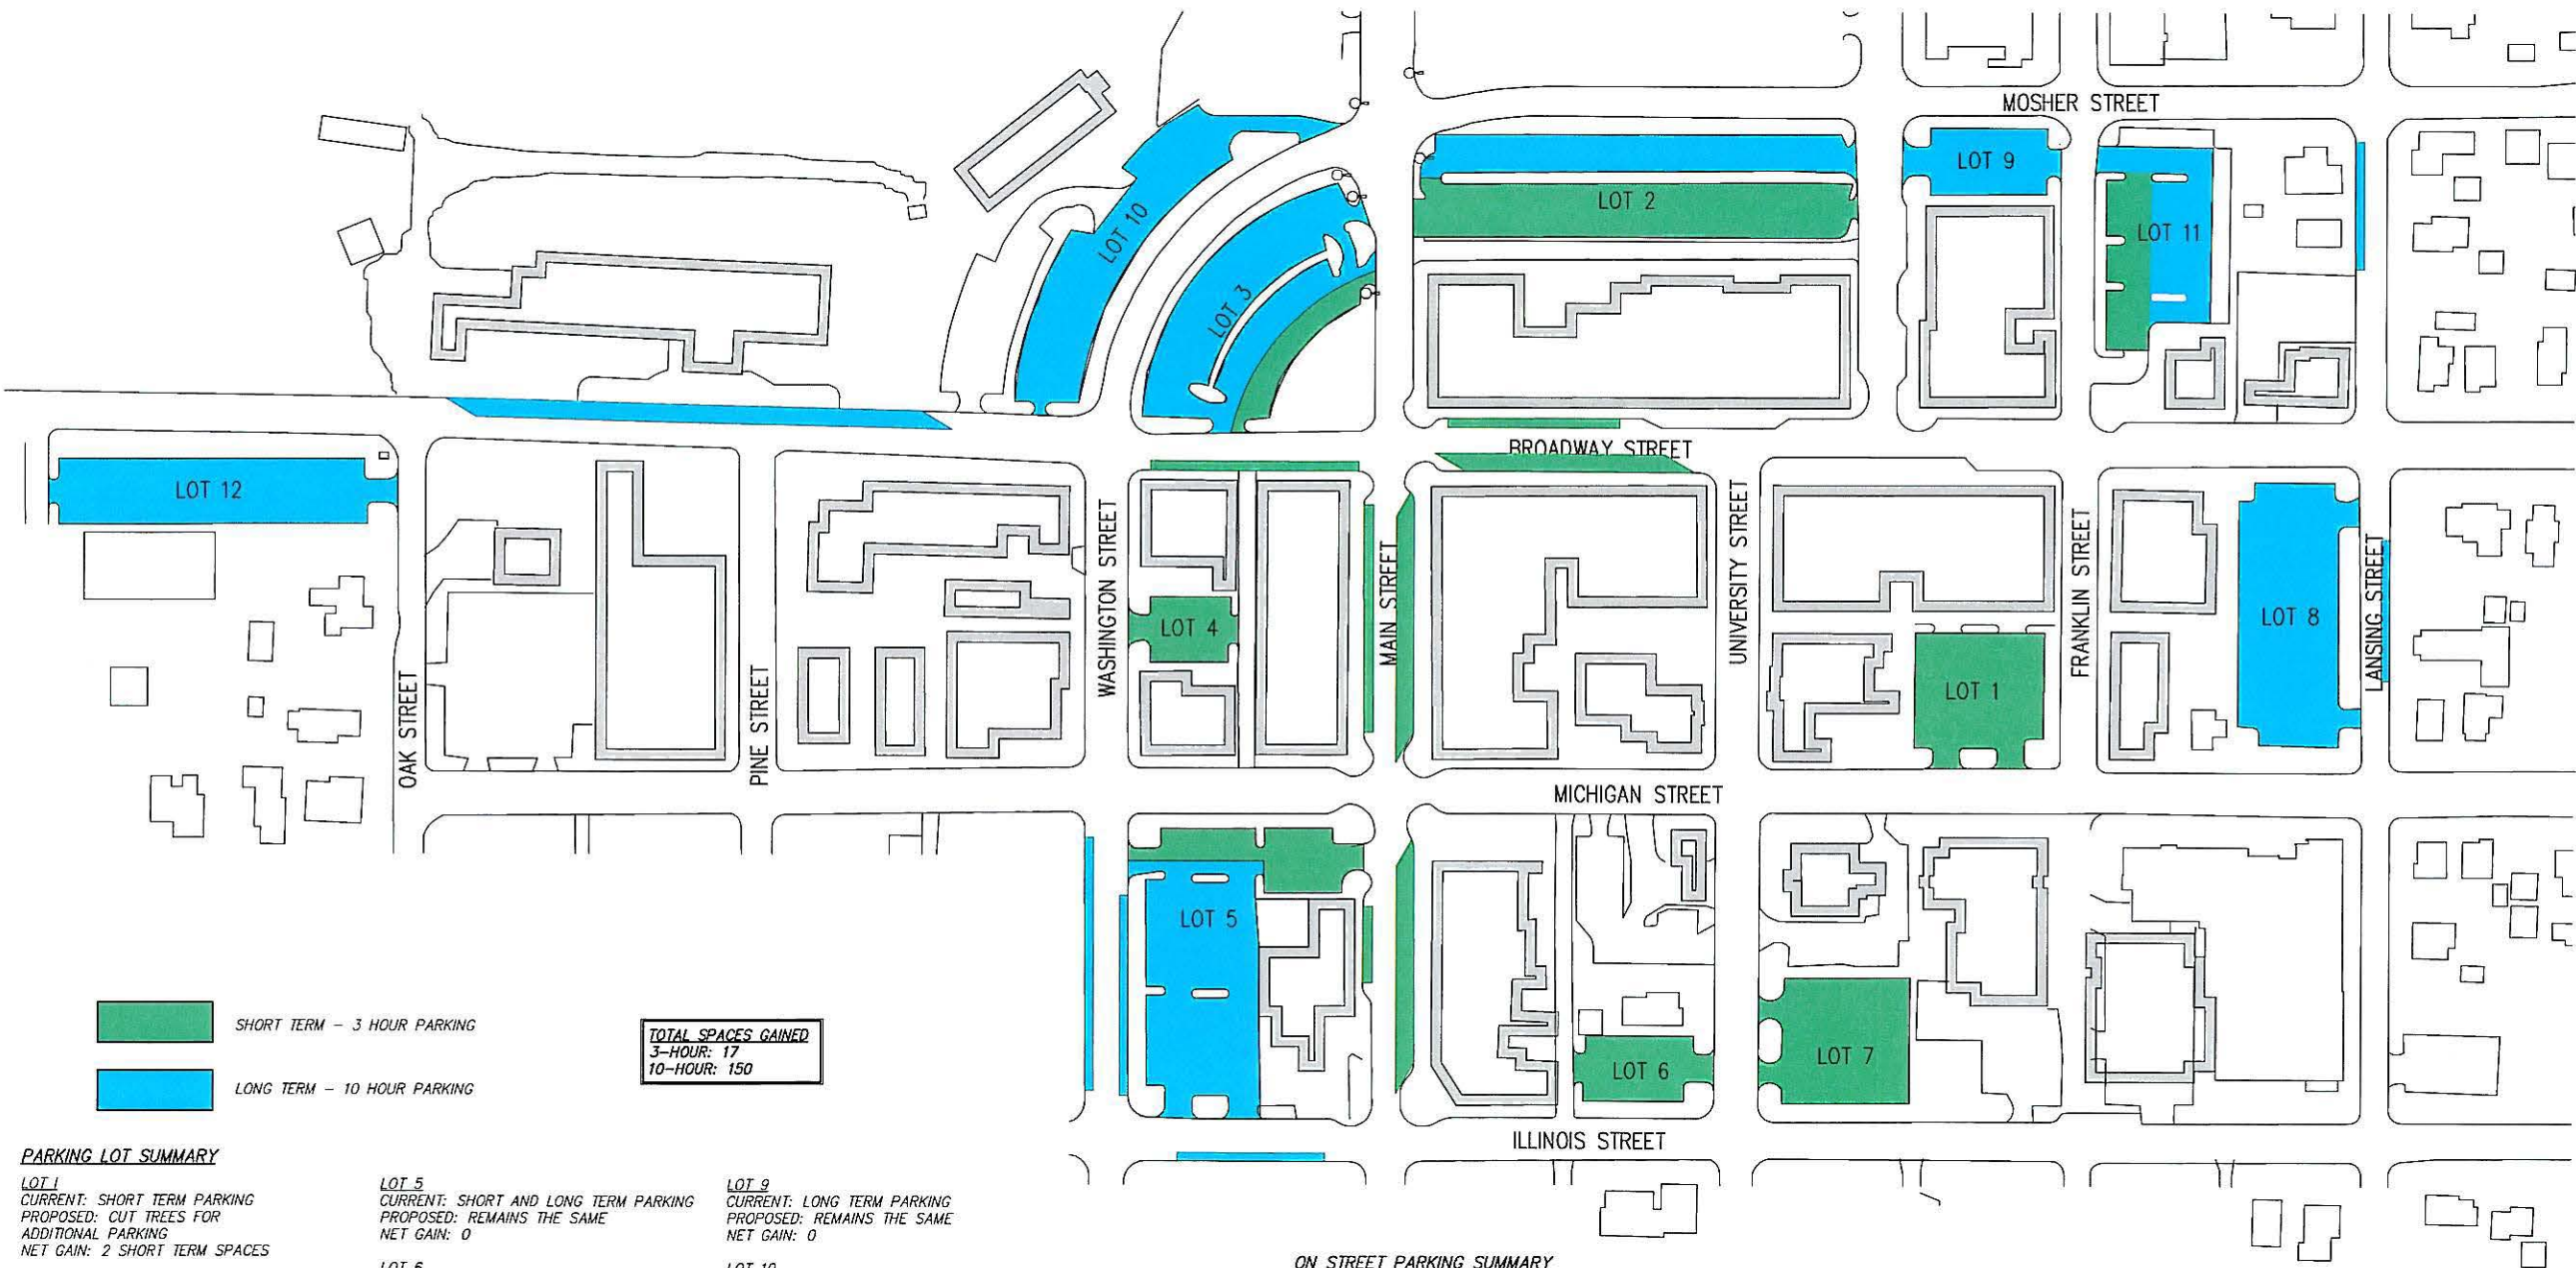 MOSHER STREET
LOT 9
LOT 2
LOT 10
LOT 11
LOT 3
BROADWAY STREET
LOT 12
WASHINGTON STREET
MAIN STREET
UNIVERSITY STREET
FRANKLIN STREET
LANSING STREET
LOT 4
LOT 8
OAK STREET
PINE STREET
LOT 1
MICHIGAN STREET
LOT 5
SHORT TERM - 3 HOUR PARKING
LONG TERM - 10 HOUR PARKING
TOTAL SPACES GAINED
3-HOUR: 17
10-HOUR: 150
LOT 6
LOT 7
ILLINOIS STREET
PARKING LOT SUMMARY
LOT 1
CURRENT: SHORT TERM PARKING
PROPOSED: CUT TREES FOR
ADDITIONAL PARKING
NET GAIN: 2 SHORT TERM SPACES
LOT 5
CURRENT: SHORT AND LONG TERM PARKING
PROPOSED: REMAINS THE SAME
NET GAIN: 0
LOT 6
LOT 9
CURRENT: LONG TERM PARKING
PROPOSED: REMAINS THE SAME
NET GAIN: 0
LOT 10
ON STREET PARKING SUMMARY